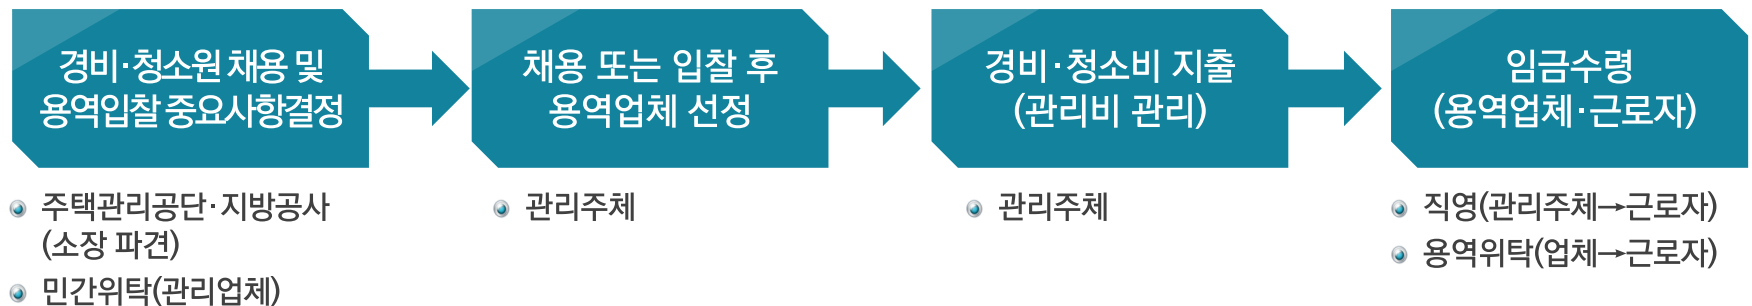 경비·청소원 채용 및
용역입찰 중요사항결정
채용 또는 입찰 후
용역업체 선정
경비·청소비 지출
(관리비 관리)
임금수령
(용역업체·근로자)
주택관리공단·지방공사
(소장 파견)
민간위탁(관리업체)
관리주체
관리주체
직영(관리주체→근로자)
용역위탁(업체→근로자)